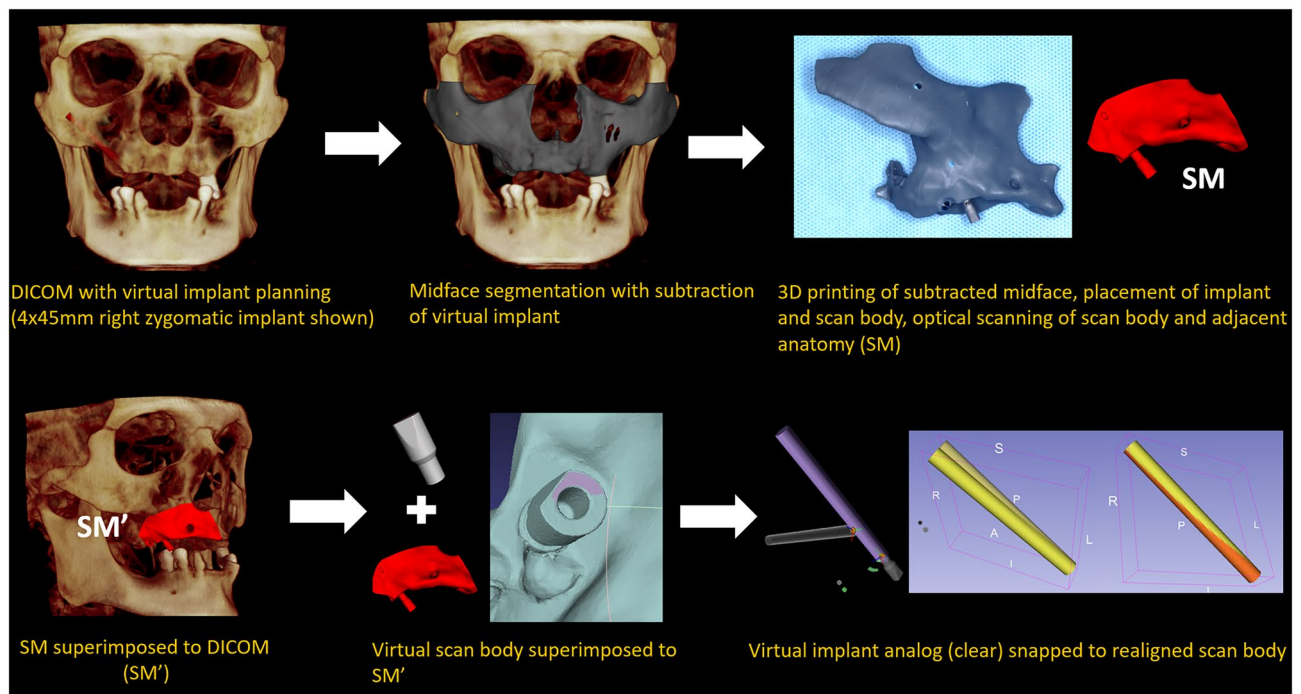 SM
DICOM with virtual implant planning
(4x45mm right zygomatic implant shown)
Midface segmentation with subtraction
of virtual implant
3D printing of subtracted midface, placement of implant
and scan body, optical scanning of scan body and adjacent
anatomy (SM)
SM'
S
R
P
A
L
I
S
R
P
L
SM superimposed to DICOM
(SM')
Virtual scan body superimposed to
SM'
Virtual implant analog (clear) snapped to realigned scan body